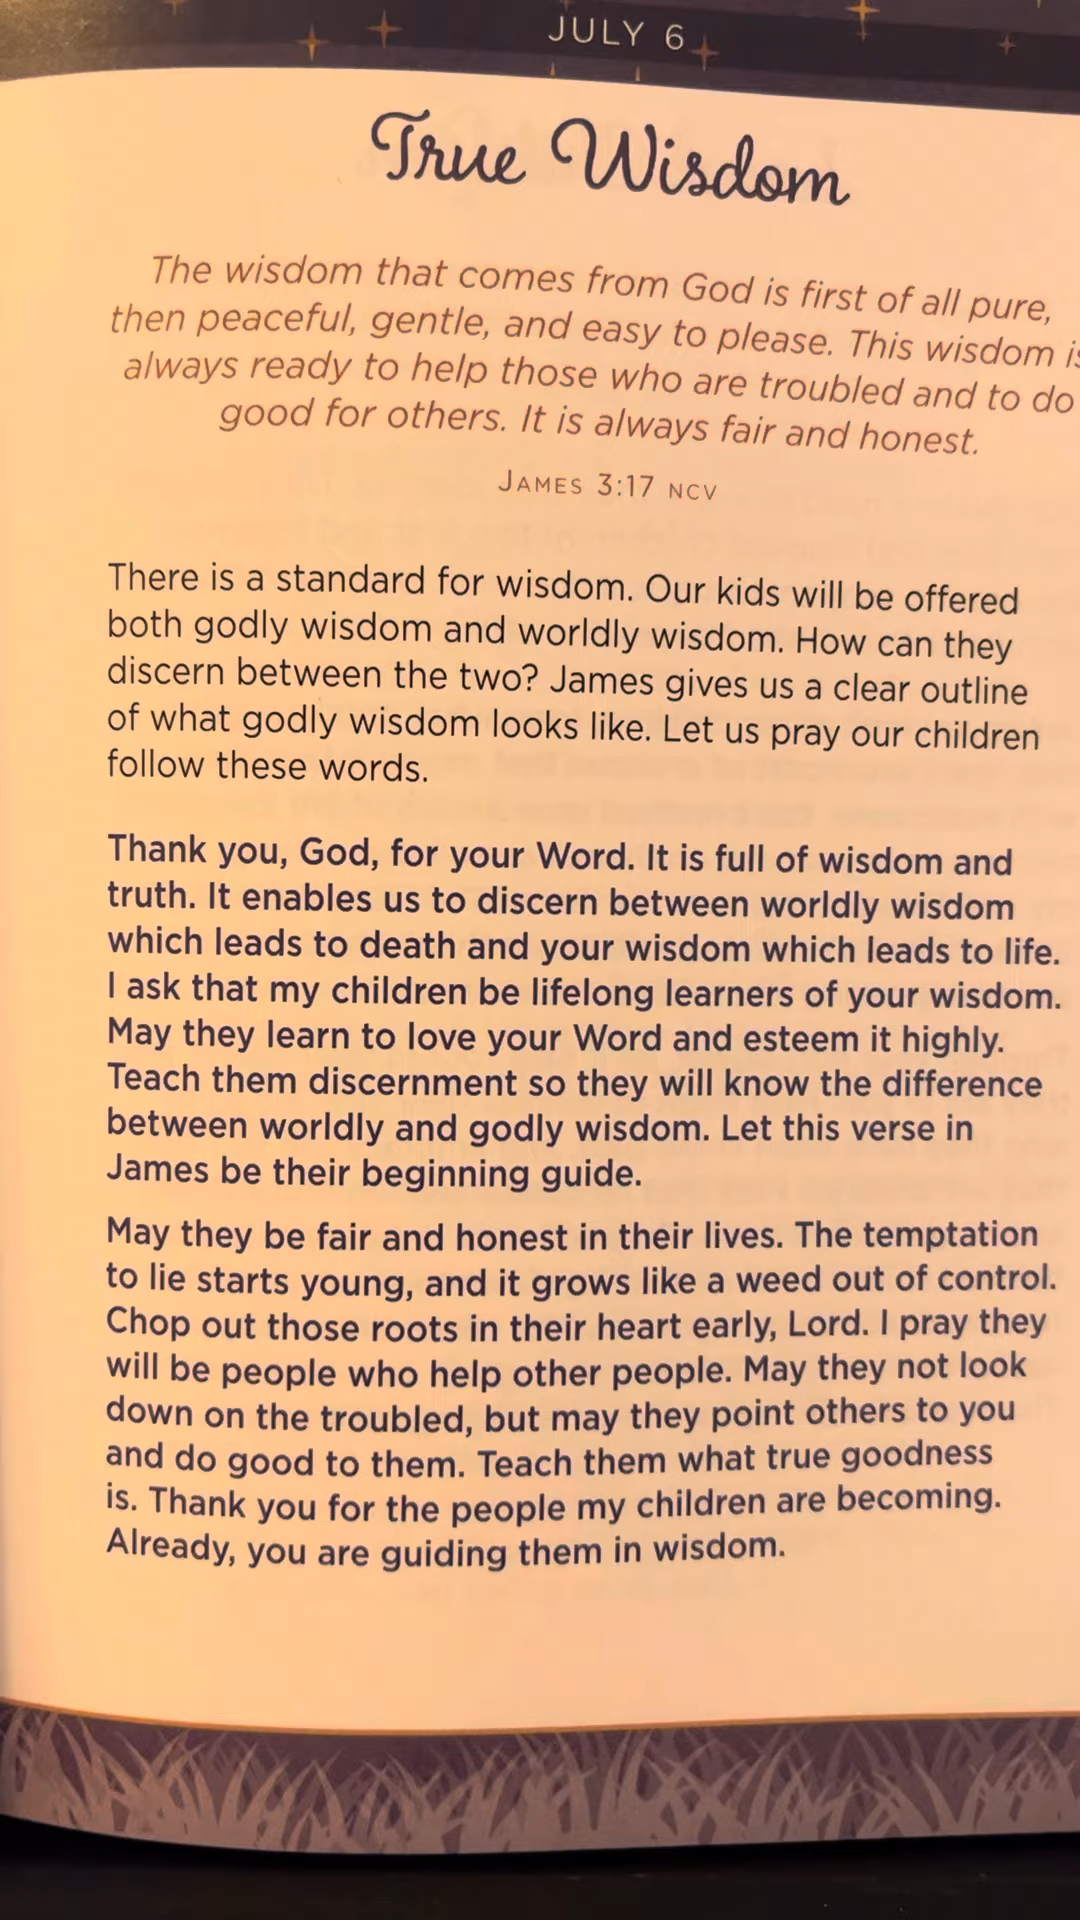 JULY 6
True Wisdom
The wisdom that comes from God is first of all pure,
then peaceful, gentle, and easy to please. This wisdom is
always ready to help those who are troubled and to do
good for others. It is always fair and honest.
JAMES 3:17 NCV
There is a standard for wisdom. Our kids will be offered
both godly wisdom and worldly wisdom. How can they
discern between the two? James gives us a clear outline
of what godly wisdom looks like. Let us pray our children
follow these words.
Thank you, God, for your Word. It is full of wisdom and
truth. It enables us to discern between worldly wisdom
which leads to death and your wisdom which leads to life.
I ask that my children be lifelong learners of your wisdom.
May they learn to love your Word and esteem it highly.
Teach them discernment so they will know the difference
between worldly and godly wisdom. Let this verse in
James be their beginning guide.
May they be fair and honest in their lives. The temptation
to lie starts young, and it grows like a weed out of control.
Chop out those roots in their heart early, Lord. I pray they
will be people who help other people. May they not look
down on the troubled, but may they point others to you
and do good to them. Teach them what true goodness
is. Thank you for the people my children are becoming.
Already, you are guiding them in wisdom.